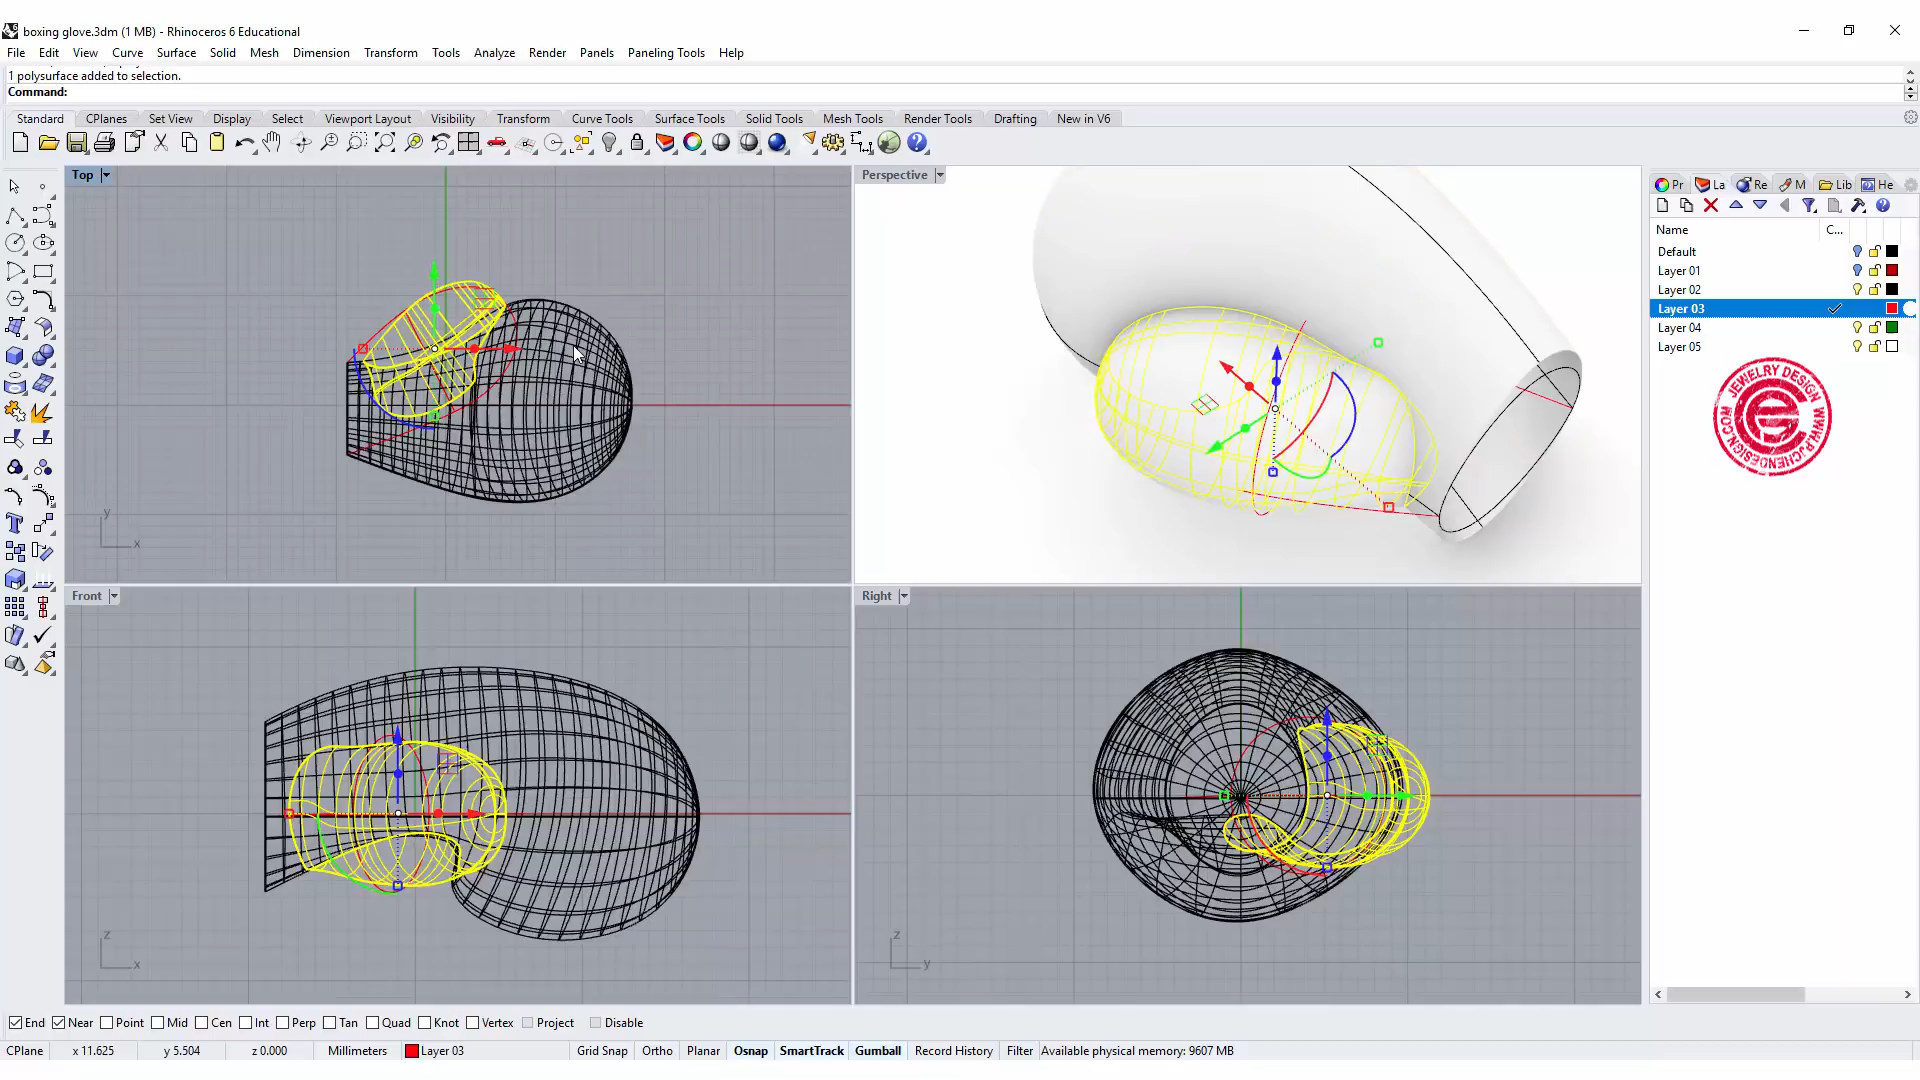 boxing glove.3dm (1 MB) - Rhinoceros 6 Educational
File Edit View Curve Surface Solid Mesh Dimension Transform Tools Analyze Render Panels Paneling Tools Help
1 polysurface added to selection.
Command:
Standard CPlanes Set View Display Select Viewport Layout Visibility Transform Curve Tools Surface Tools Solid Tools Mesh Tools Render Tools Drafting New in V6
Top
Perspective
Pr La Re M Lib He
Name C...
Default
Layer 01
Layer 02
Layer 03
Layer 04
Layer 05
JEWELRY DESIGN WWW.PJCHENDESIGN.COM
y
x
Front
Right
z
x
z
y
End Near Point Mid Cen Int Perp Tan Quad Knot Vertex Project Disable
CPlane x 11.625 y 5.504 z 0.000 Millimeters Layer 03 Grid Snap Ortho Planar Osnap SmartTrack Gumball Record History Filter Available physical memory: 9607 MB